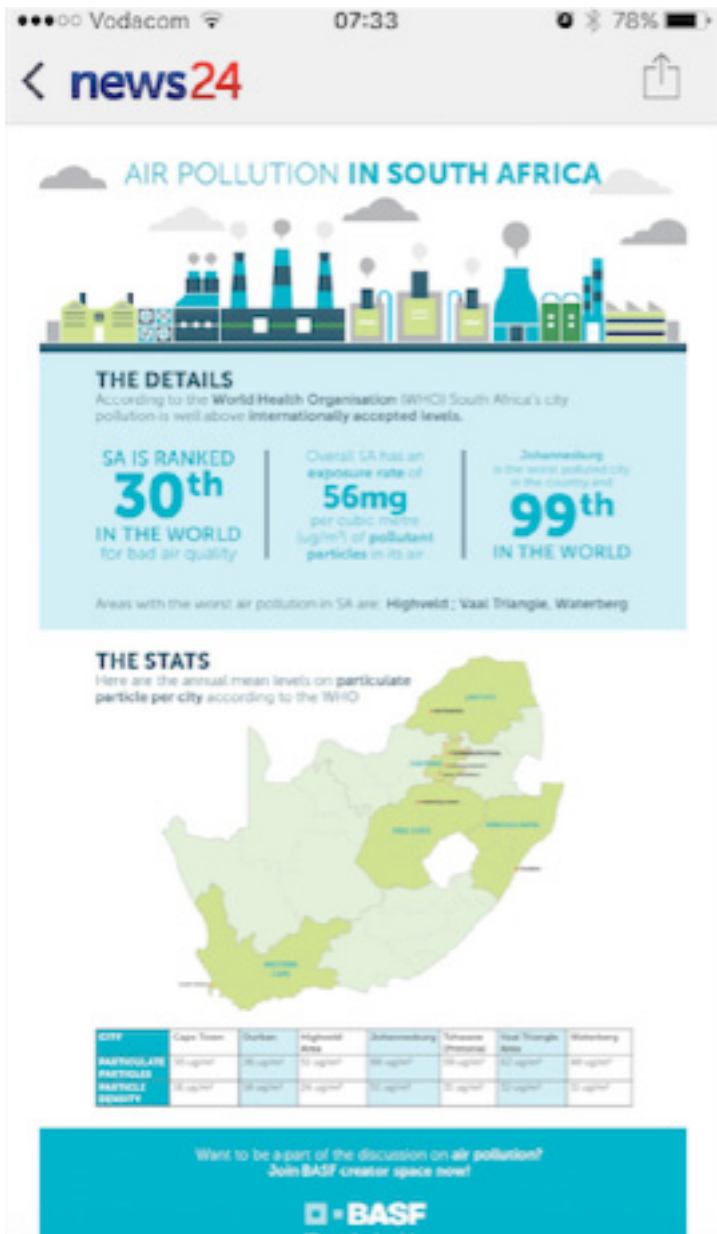 Vodacom 07:33 78%
news24
AIR POLLUTION IN SOUTH AFRICA
THE DETAILS
According to the World Health Organisation (WHO) South Africa's city
pollution is well above internationally accepted levels.
SA IS RANKED
30th
IN THE WORLD
for bad air quality
Overall SA has an
exposure rate of
56mg
per cubic metre
(ug/m³) of pollutant
particles in its air
Johannesburg
is the worst polluted city
in the country and
99th
IN THE WORLD
Areas with the worst air pollution in SA are: Highveld; Vaal Triangle, Waterberg
THE STATS
Here are the annual mean levels on particulate
particle per city according to the WHO
LIMPOPO
GAUTENG
FREE STATE
WESTERN
CAPE
CITY Cape Town Durban Highveld Area Johannesburg Tshwane (Pretoria) Vaal Triangle Area Waterberg
PARTICULATE PARTICLES
PARTICLE DENSITY
Want to be a part of the discussion on air pollution?
Join BASF creator space now!
BASF